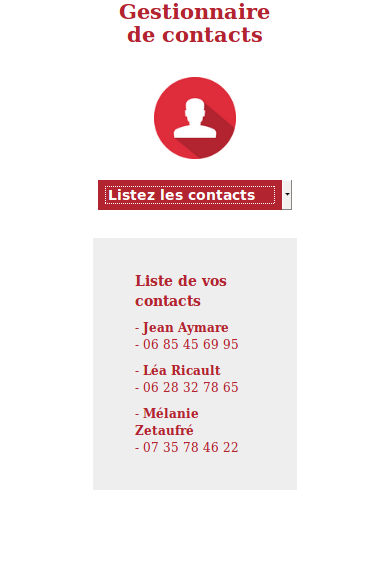 Gestionnaire
de contacts
Listez les contacts
Liste de vos
contacts
- Jean Aymare
- 06 85 45 69 95
- Léa Ricault
- 06 28 32 78 65
- Mélanie
Zetaufré
- 07 35 78 46 22